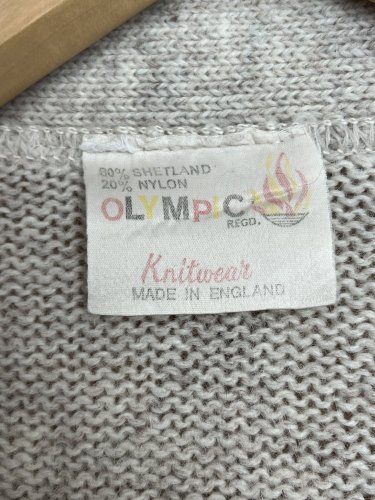 80% SHETLAND
20% NYLON
OLYMPIC
REGD.
Knitwear
MADE IN ENGLAND